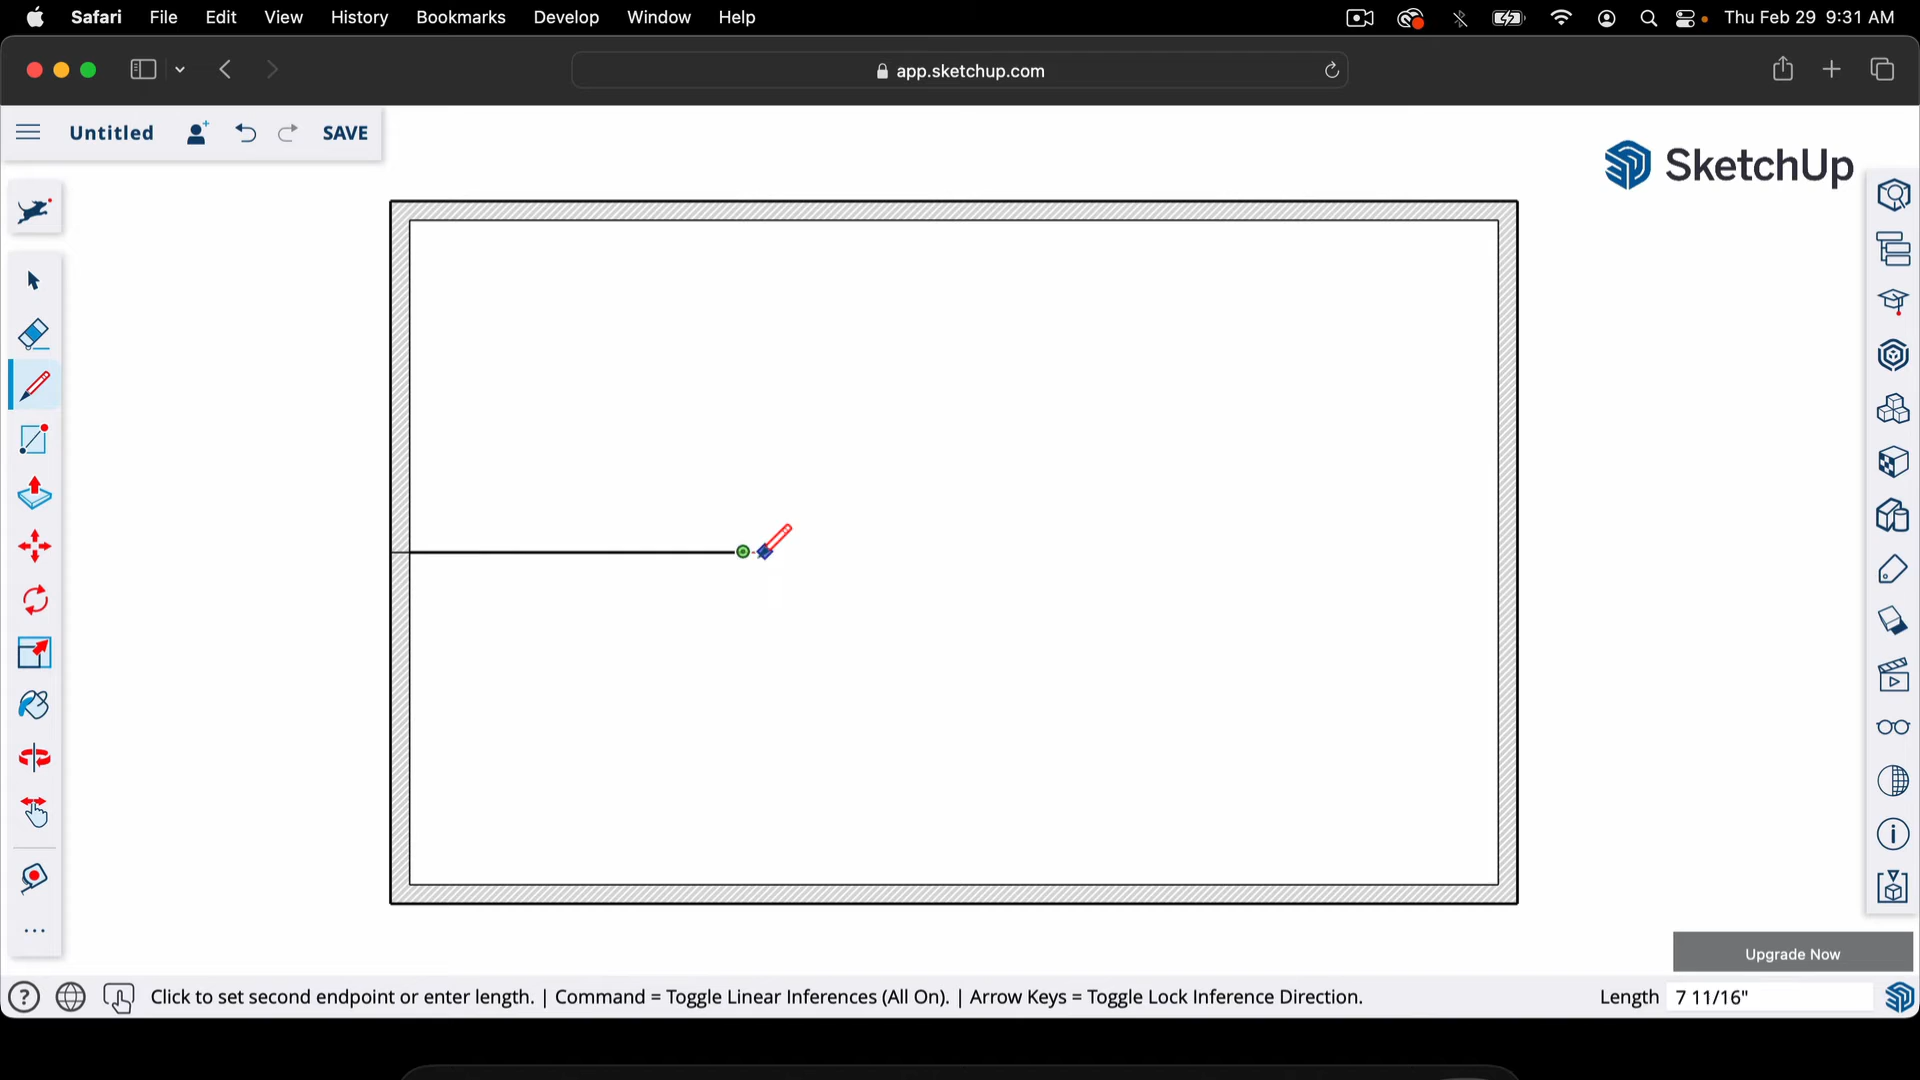 Safari File Edit View History Bookmarks Develop Window Help Thu Feb 29 9:31 AM
app.sketchup.com
Untitled SAVE
SketchUp
Upgrade Now
Click to set second endpoint or enter length. | Command = Toggle Linear Inferences (All On). | Arrow Keys = Toggle Lock Inference Direction. Length 7 11/16"